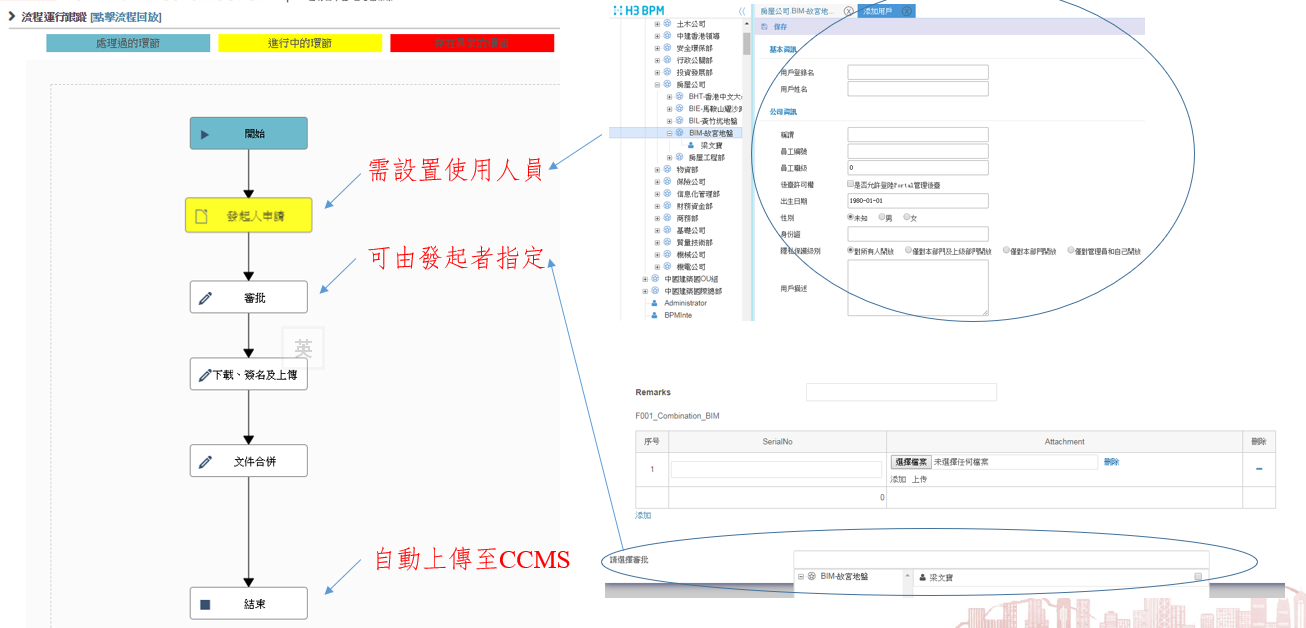 流程運行跟蹤 [點擊流程回放]
處理過的環節
進行中的環節
開始
發起人申請
審批
英
下載、簽名及上傳
文件合併
結束
需設置使用人員
可由發起者指定
自動上傳至CCMS
H3 BPM
土木公司
中建香港領導
安全環保部
行政公關部
投資發展部
房屋公司
BHT-香港中文大
BIE-馬鞍山耀沙
BIL-黃竹坑地盤
BIM-故宮地盤
梁文寶
房屋工程部
物資部
保險公司
信息化管理部
財務資金部
商務部
基礎公司
質量技術部
機械公司
機電公司
中國建築國OU組
中國建築國際總部
Administrator
BPMInte
房屋公司 BIM-故宮地...
添加用戶
保存
基本資訊
用戶登錄名
用戶姓名
公司資訊
稱謂
員工編號
員工職級
0
後臺許可權
是否允許登陸Portal管理後臺
出生日期
1980-01-01
性別
未知 男 女
身份證
隱私保護級別
對所有人開放 僅對本部門及上級部門開放 僅對本部門開放 僅對管理員和自己開放
用戶描述
Remarks
F001_Combination_BIM
序号 SerialNo Attachment 刪除
1 選擇檔案 未選擇任何檔案 刪除
添加 上传
0
添加
請選擇審批
BIM-故宮地盤 梁文寶